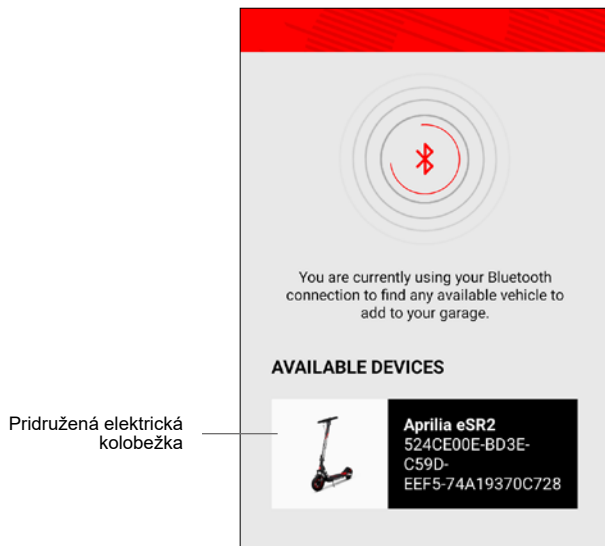 You are currently using your Bluetooth
connection to find any available vehicle to
add to your garage.
AVAILABLE DEVICES
Pridružená elektrická
kolobežka
Aprilia eSR2
524CE00E-BD3E-
C59D-
EEF5-74A19370C728